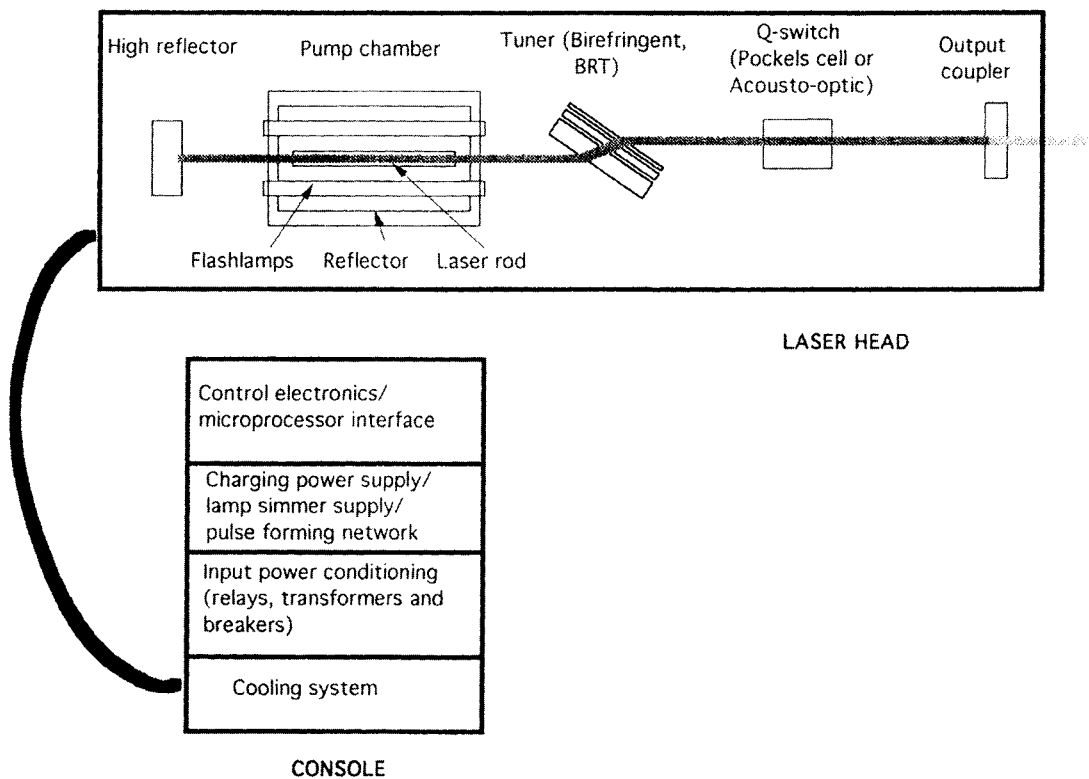 High reflector
Pump chamber
Tuner (Birefringent,
BRT)
Q-switch
(Pockels cell or
Acousto-optic)
Output
coupler
Flashlamps
Reflector
Laser rod
LASER HEAD
Control electronics/
microprocessor interface
Charging power supply/
lamp simmer supply/
pulse forming network
Input power conditioning
(relays, transformers and
breakers)
Cooling system
CONSOLE